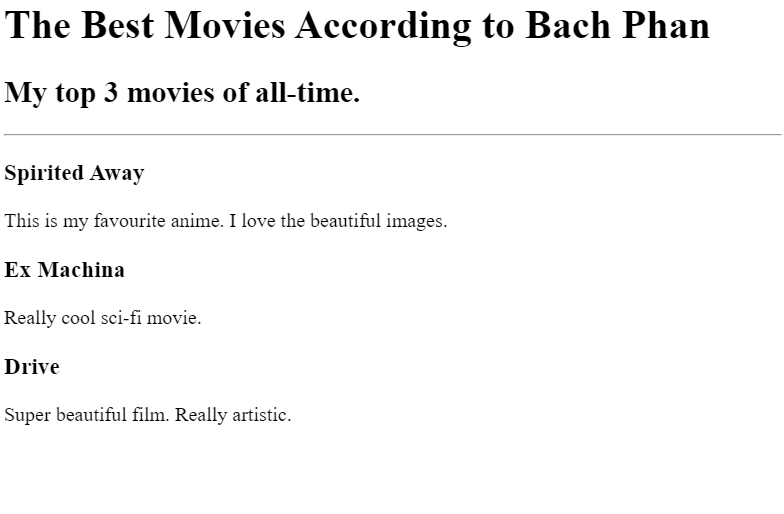 The Best Movies According to Bach Phan
My top 3 movies of all-time.
Spirited Away
This is my favourite anime. I love the beautiful images.
Ex Machina
Really cool sci-fi movie.
Drive
Super beautiful film. Really artistic.